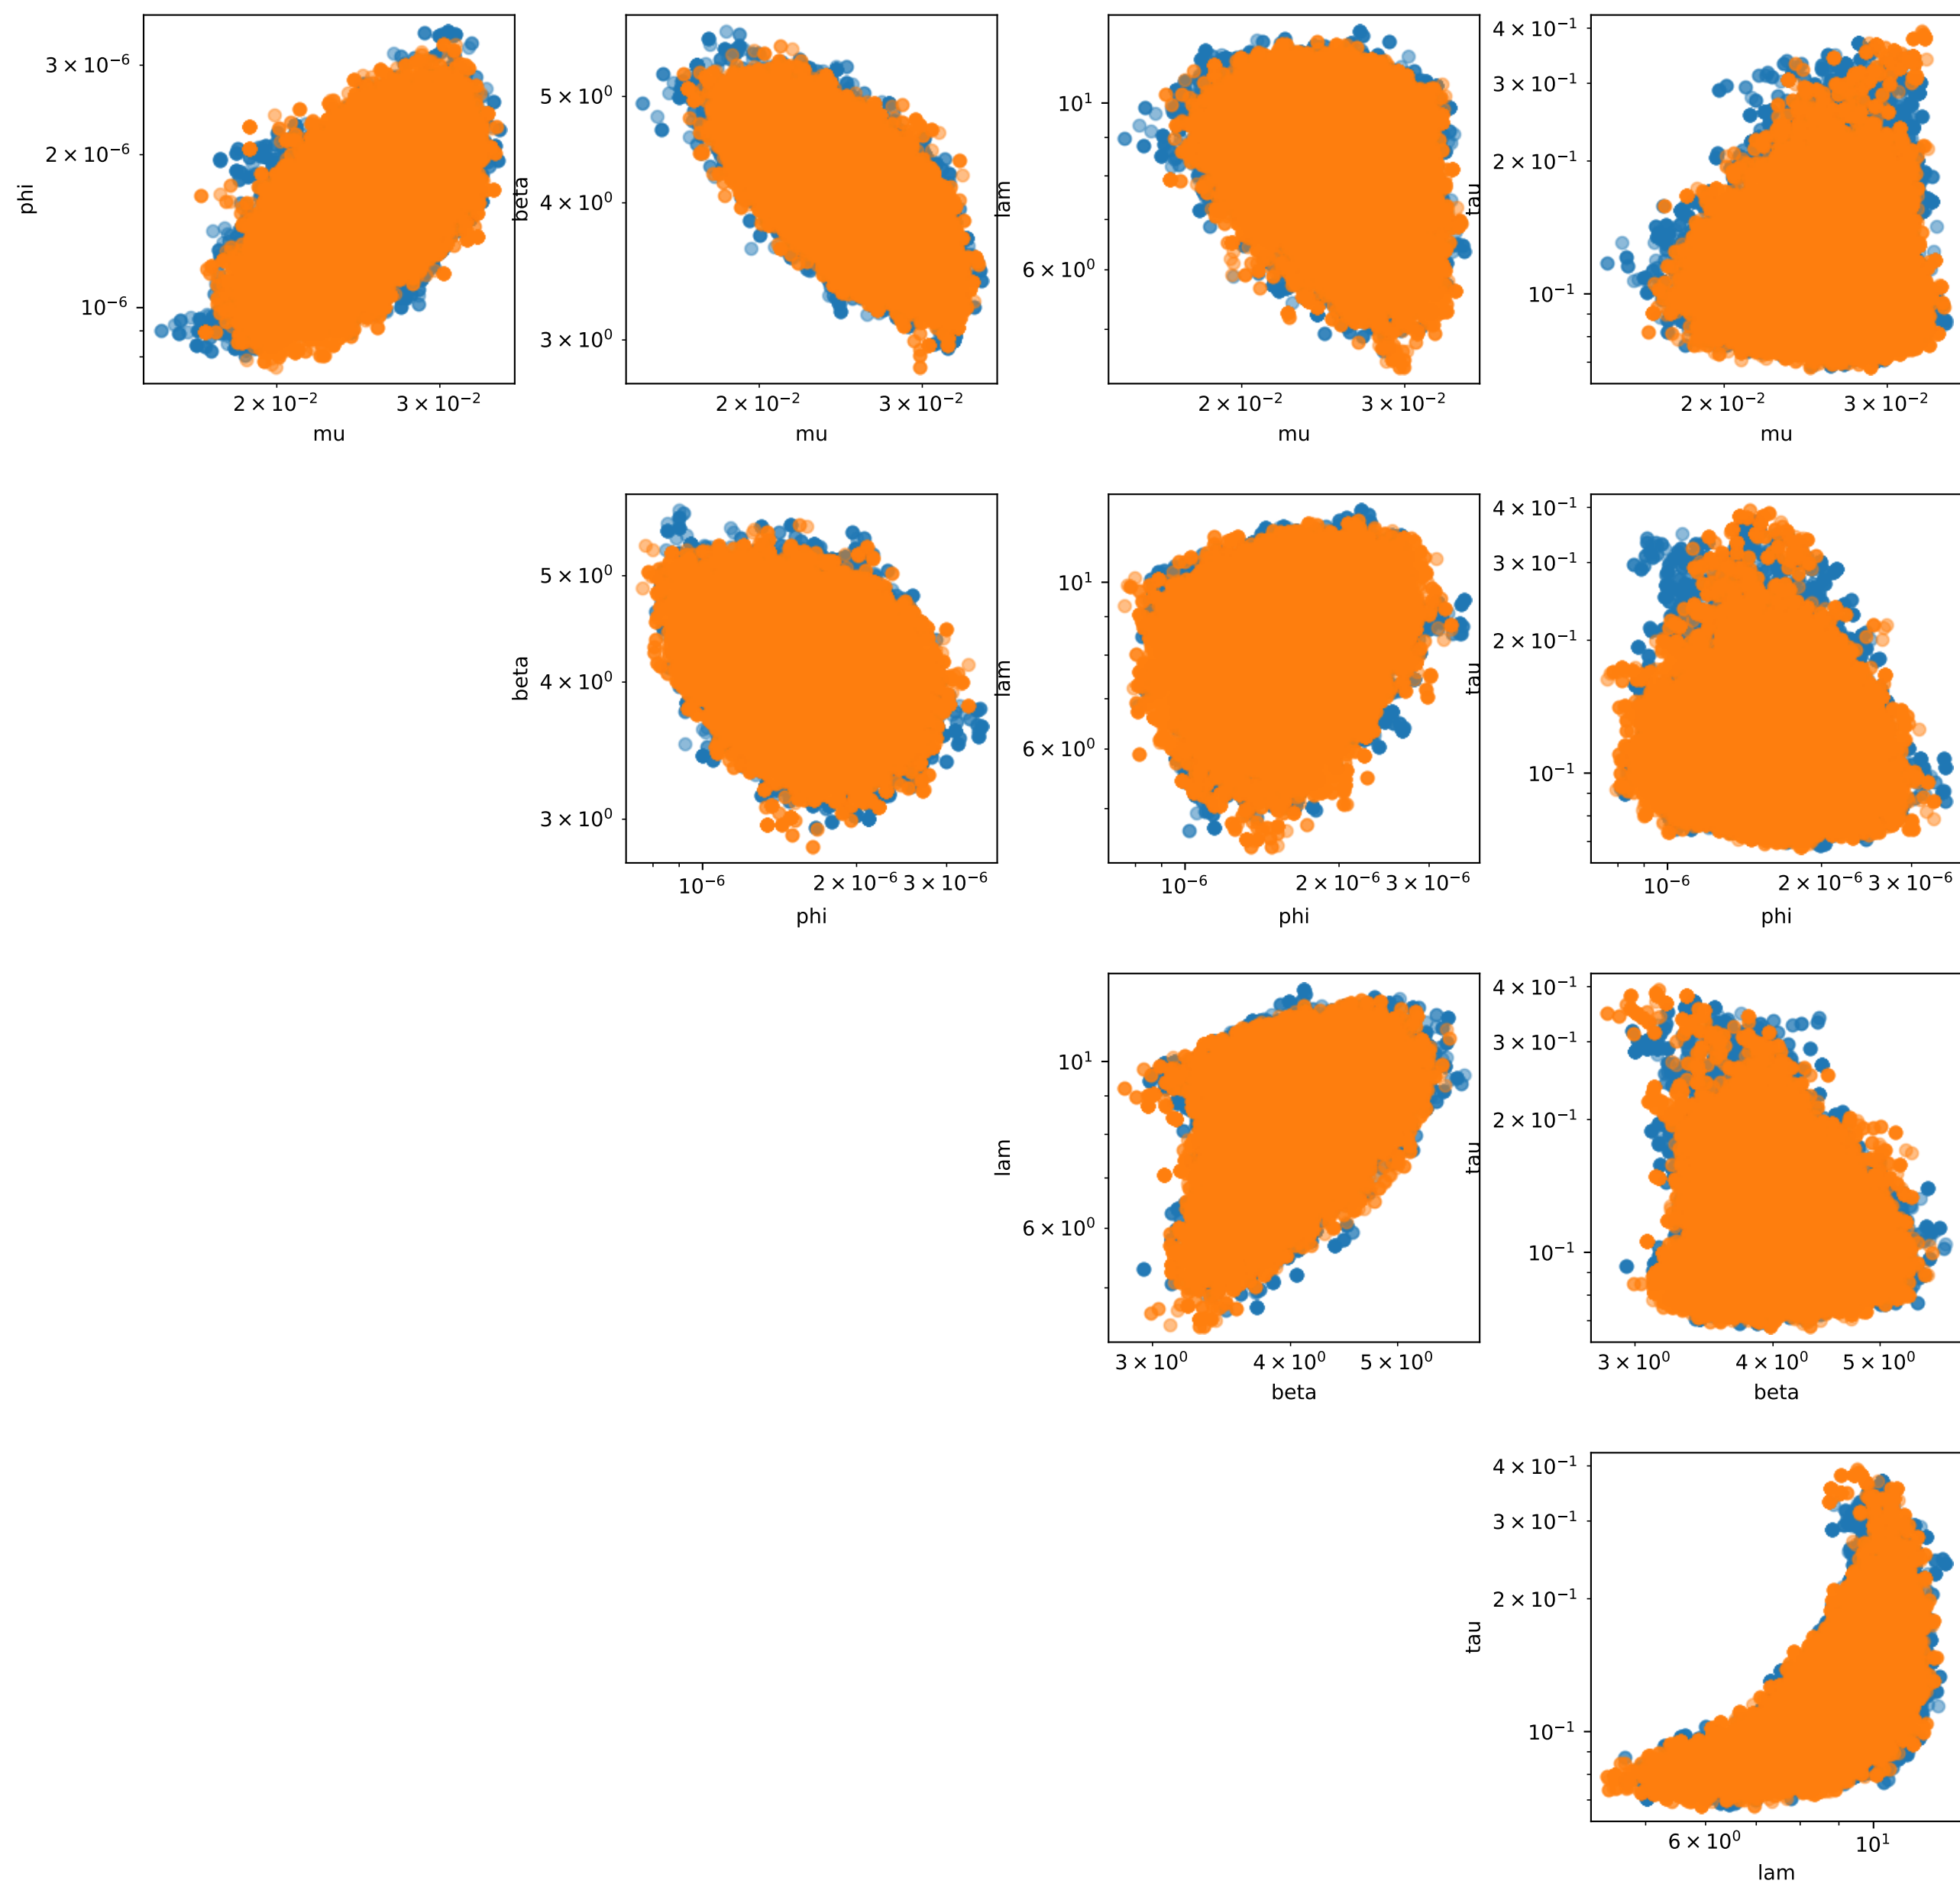 3 × 10⁻⁶
2 × 10⁻⁶
10⁻⁶
phi
2 × 10⁻² 3 × 10⁻²
mu
5 × 10⁰
4 × 10⁰
3 × 10⁰
beta
2 × 10⁻² 3 × 10⁻²
mu
10¹
6 × 10⁰
lam
2 × 10⁻² 3 × 10⁻²
mu
4 × 10⁻¹
3 × 10⁻¹
2 × 10⁻¹
10⁻¹
tau
2 × 10⁻² 3 × 10⁻²
mu
5 × 10⁰
4 × 10⁰
3 × 10⁰
beta
10⁻⁶ 2 × 10⁻⁶ 3 × 10⁻⁶
phi
10¹
6 × 10⁰
lam
10⁻⁶ 2 × 10⁻⁶ 3 × 10⁻⁶
phi
4 × 10⁻¹
3 × 10⁻¹
2 × 10⁻¹
10⁻¹
tau
10⁻⁶ 2 × 10⁻⁶ 3 × 10⁻⁶
phi
10¹
6 × 10⁰
lam
3 × 10⁰ 4 × 10⁰ 5 × 10⁰
beta
4 × 10⁻¹
3 × 10⁻¹
2 × 10⁻¹
10⁻¹
tau
3 × 10⁰ 4 × 10⁰ 5 × 10⁰
beta
4 × 10⁻¹
3 × 10⁻¹
2 × 10⁻¹
10⁻¹
tau
6 × 10⁰ 10¹
lam